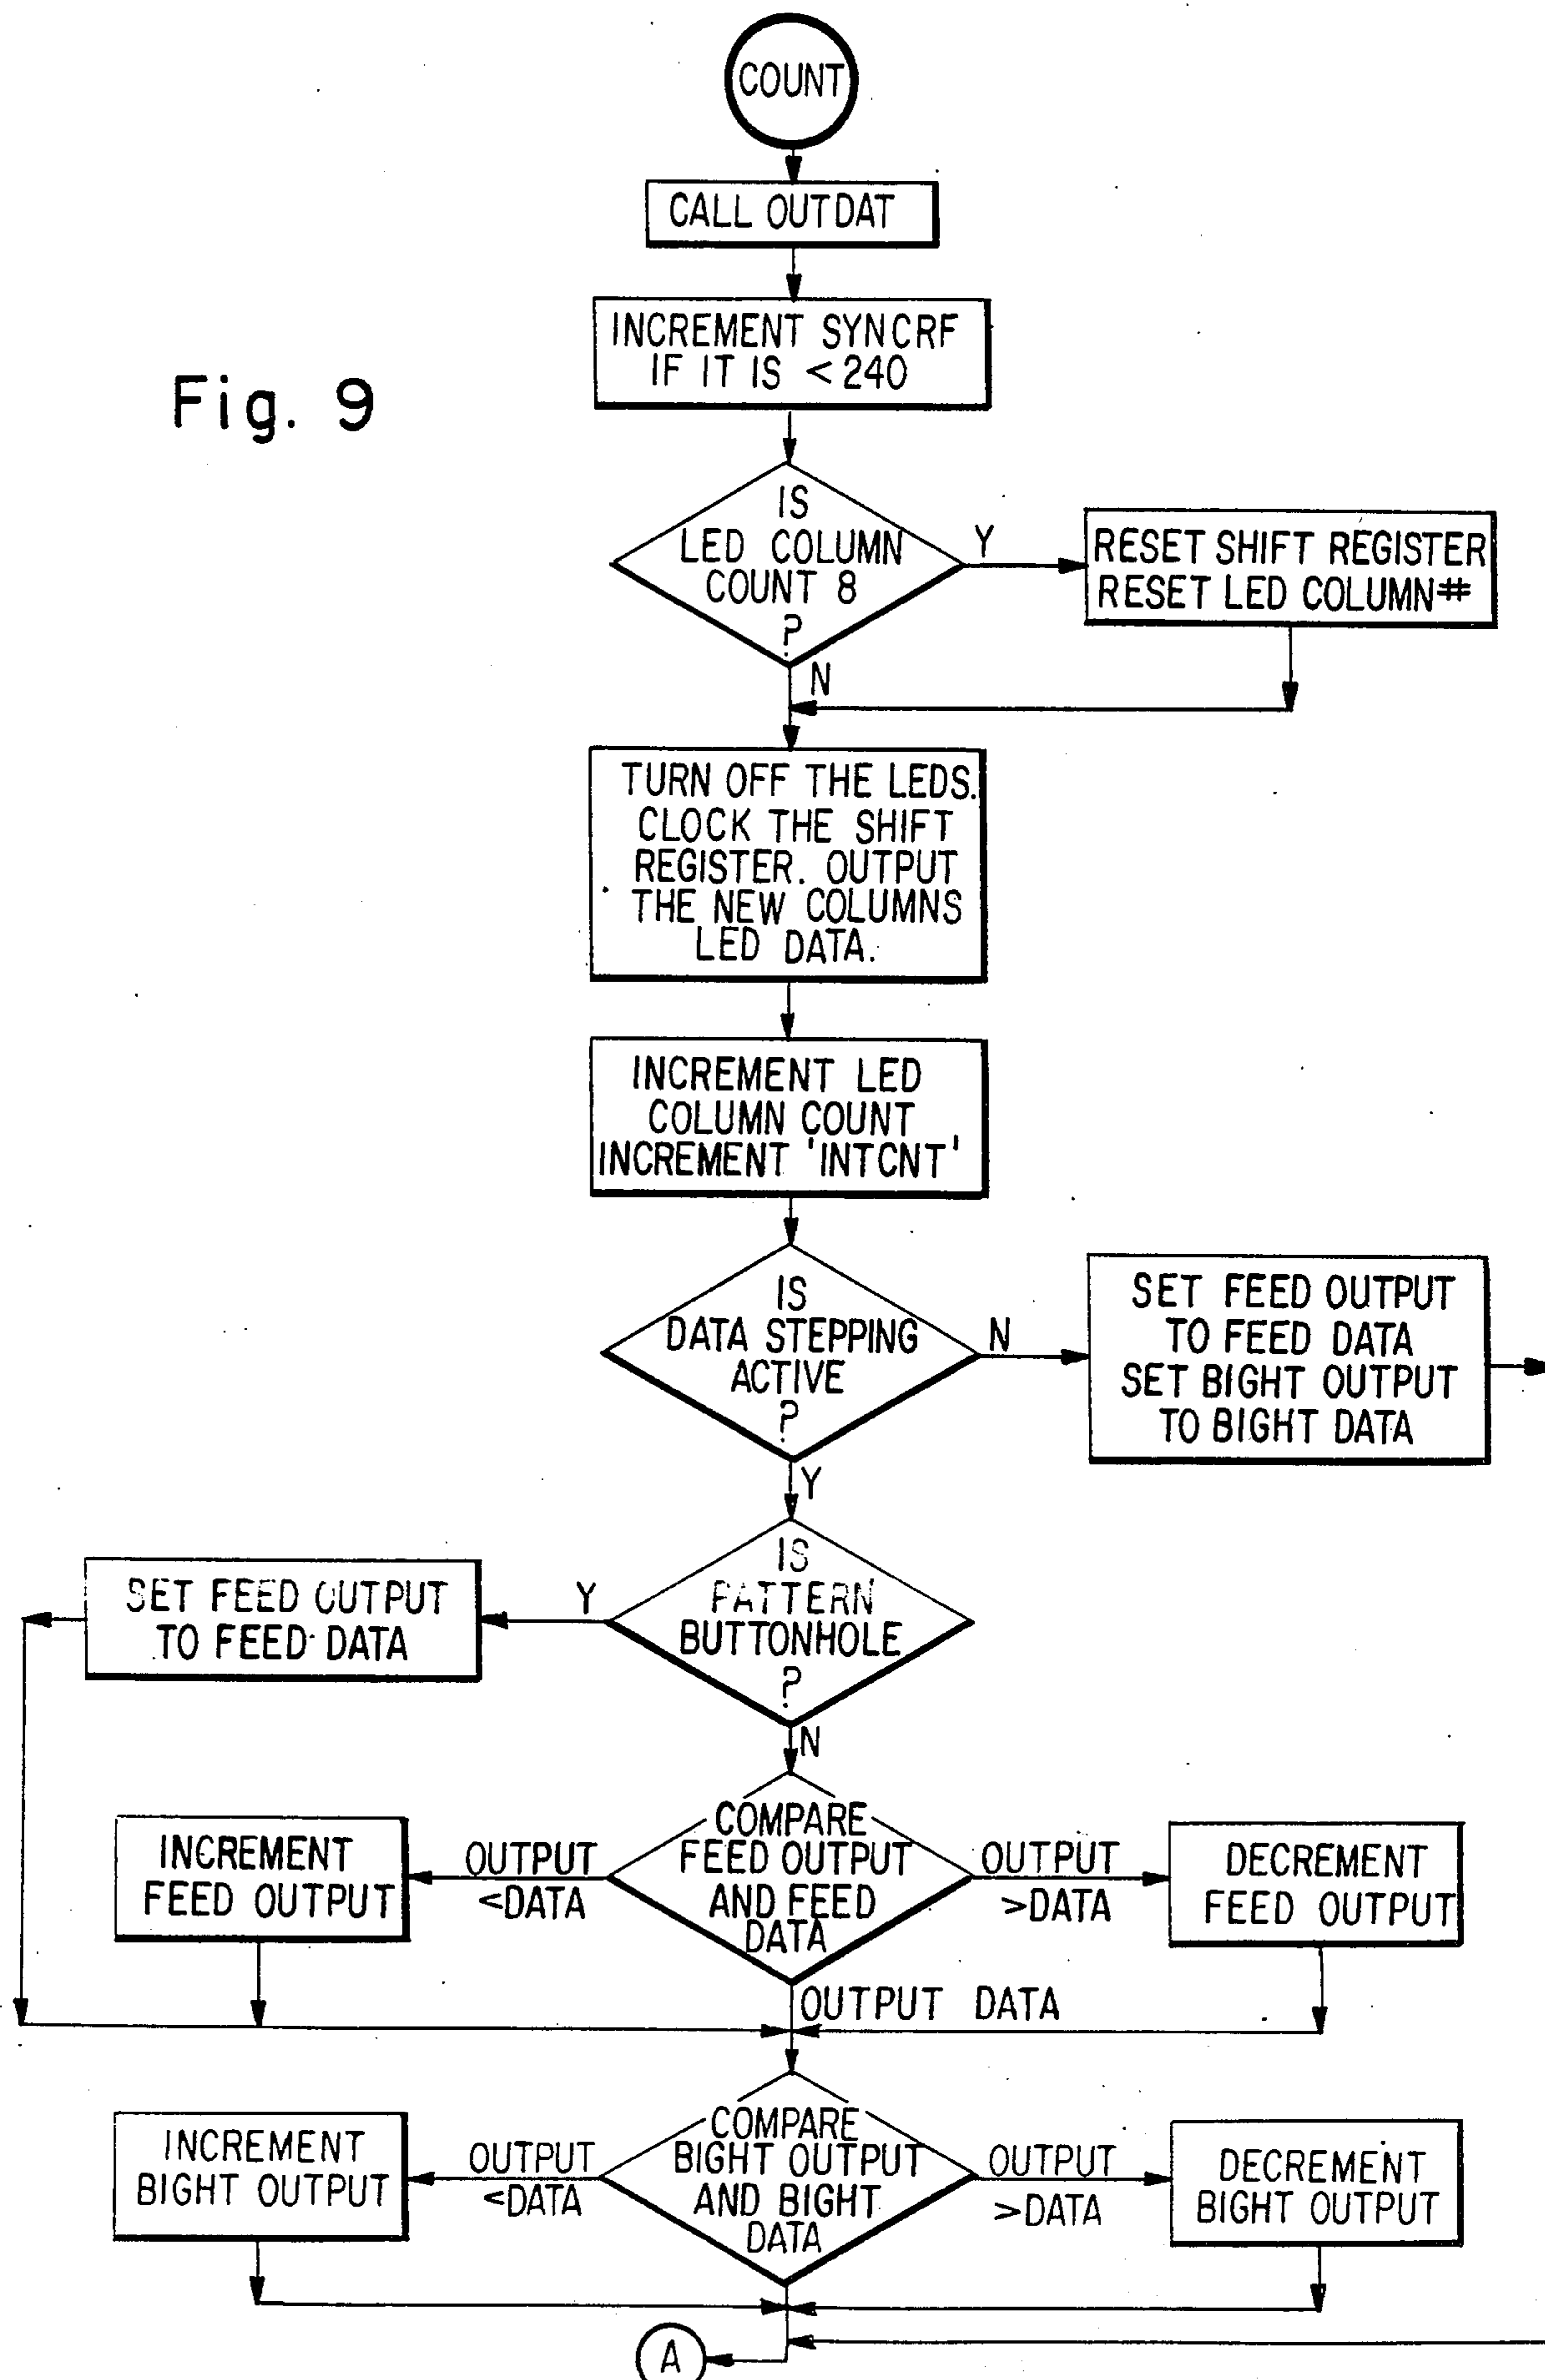 COUNT
CALL OUTDAT
INCREMENT SYNCRF
IF IT IS <240
Fig. 9
IS
LED COLUMN
COUNT 8
?
Y
RESET SHIFT REGISTER
RESET LED COLUMN#
N
TURN OFF THE LEDS.
CLOCK THE SHIFT
REGISTER. OUTPUT
THE NEW COLUMNS
LED DATA.
INCREMENT LED
COLUMN COUNT
INCREMENT 'INTCNT'
IS
DATA STEPPING
ACTIVE
?
N
SET FEED OUTPUT
TO FEED DATA
SET BIGHT OUTPUT
TO BIGHT DATA
Y
IS
PATTERN
BUTTONHOLE
?
Y
SET FEED OUTPUT
TO FEED DATA
N
COMPARE
FEED OUTPUT
AND FEED
DATA
OUTPUT
<DATA
INCREMENT
FEED OUTPUT
OUTPUT
>DATA
DECREMENT
FEED OUTPUT
OUTPUT DATA
COMPARE
BIGHT OUTPUT
AND BIGHT
DATA
OUTPUT
<DATA
INCREMENT
BIGHT OUTPUT
OUTPUT
>DATA
DECREMENT
BIGHT OUTPUT
A